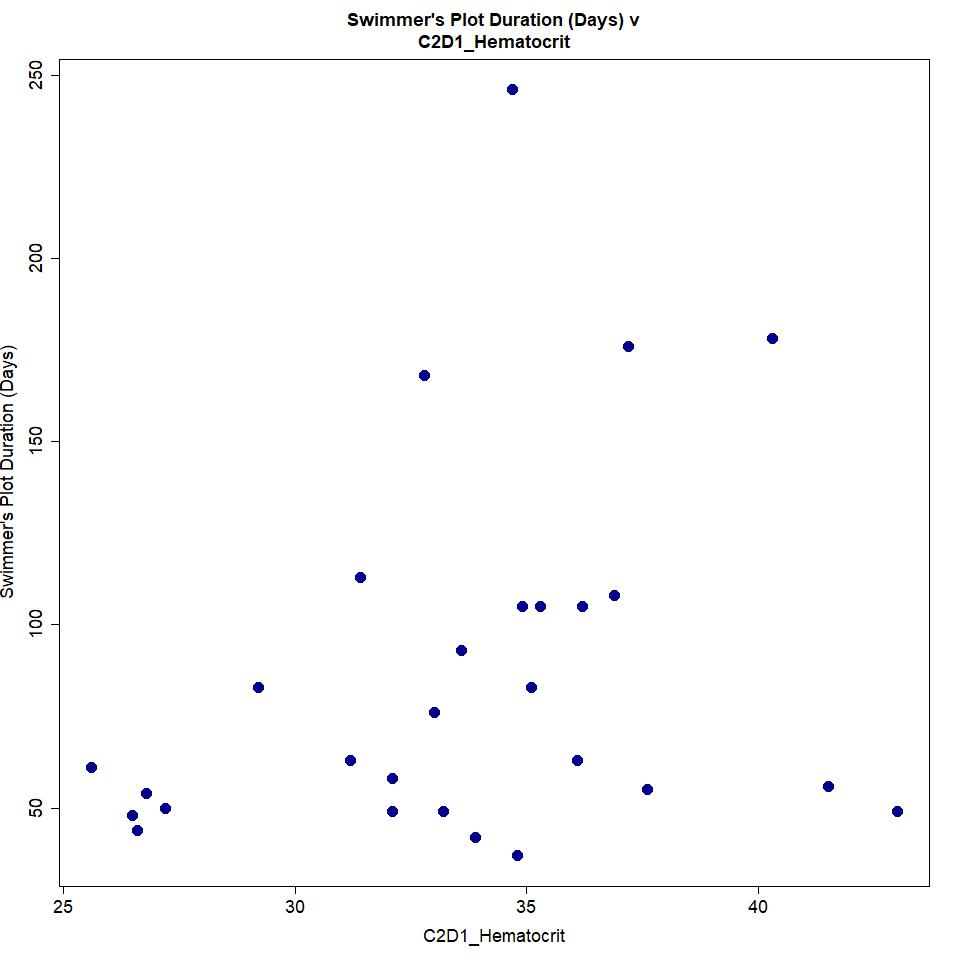 Swimmer's Plot Duration (Days) v
C2D1_Hematocrit
250
200
150
100
50
Swimmer's Plot Duration (Days)
25 30 35 40
C2D1_Hematocrit